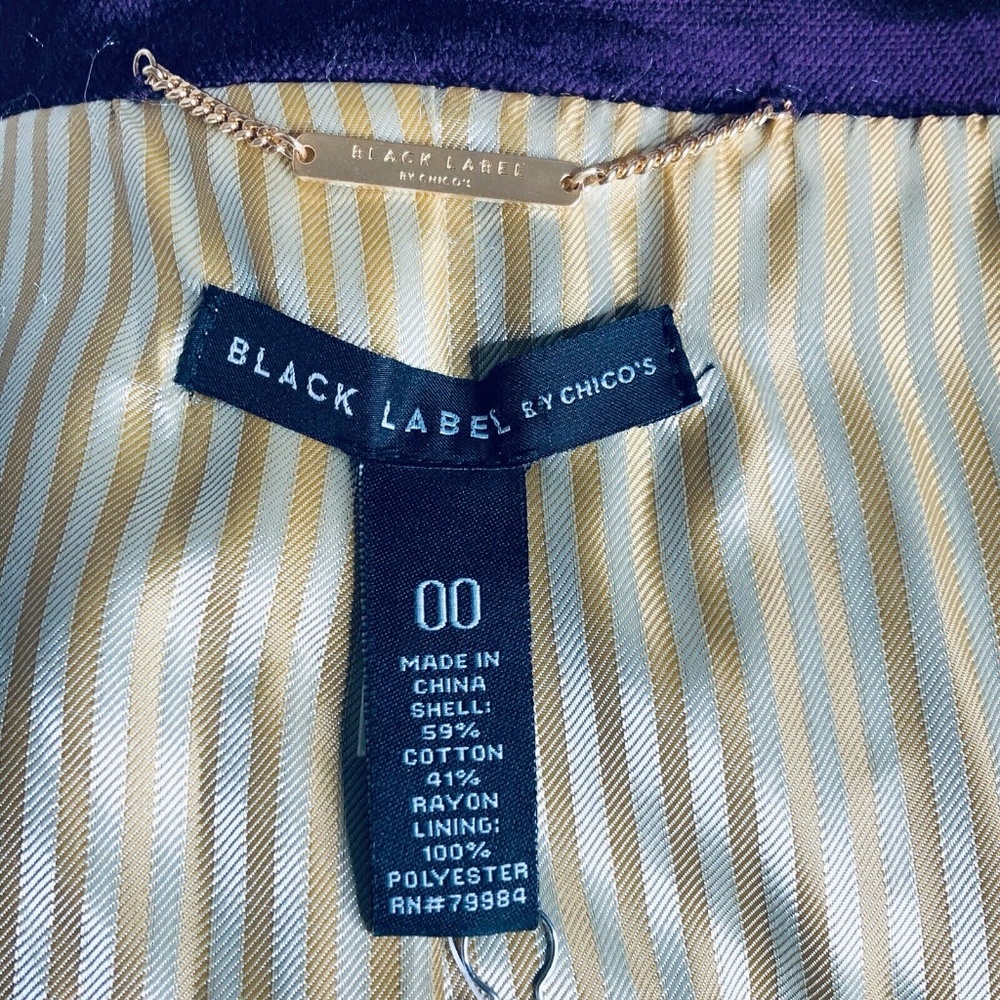 BLACK LABEL
BY CHICO'S
BLACK LABEL BY CHICO'S
00
MADE IN
CHINA
SHELL:
59%
COTTON
41%
RAYON
LINING:
100%
POLYESTER
RN#79984